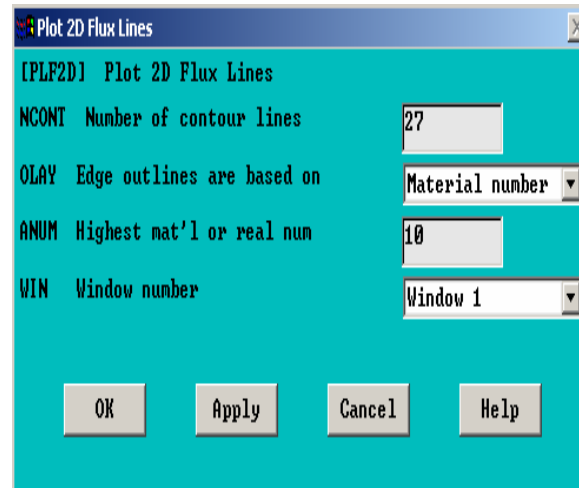 Plot 2D Flux Lines
[PLF2D] Plot 2D Flux Lines
NCONT Number of contour lines 27
OLAY Edge outlines are based on Material number
ANUM Highest mat'l or real num 10
WIN Window number Window 1
OK Apply Cancel Help